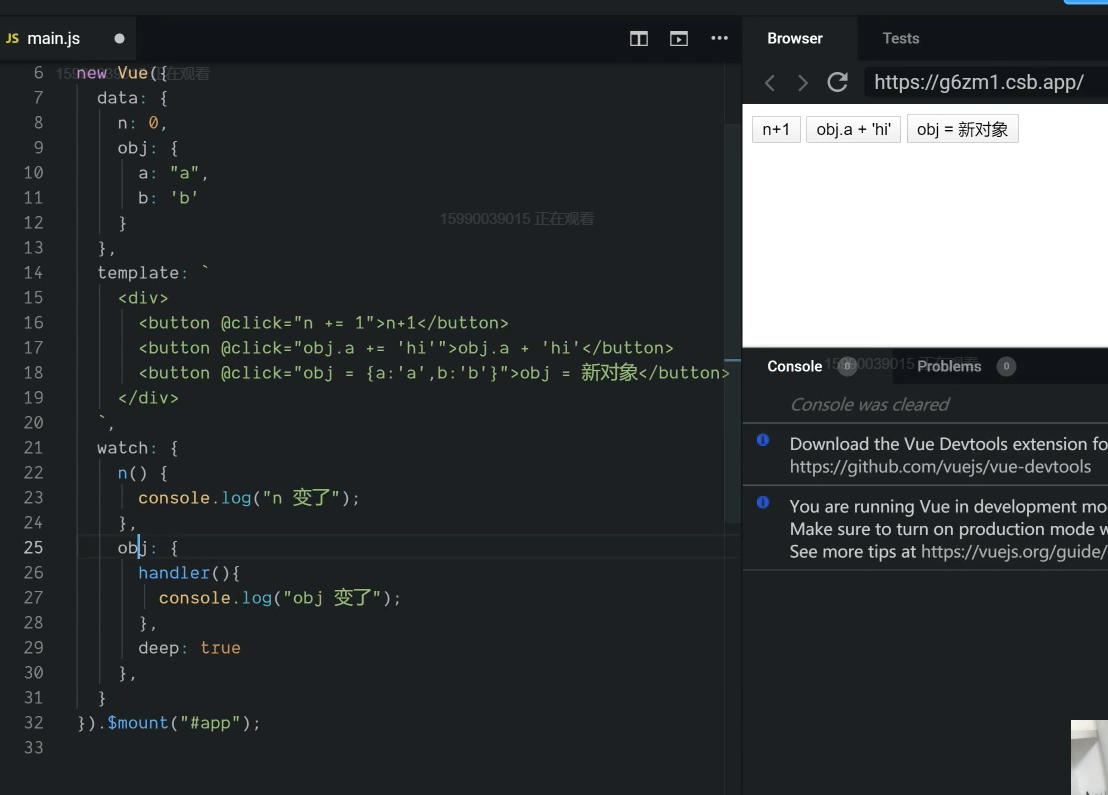 JS main.js
Browser
Tests
https://g6zm1.csb.app/
n+1
obj.a + 'hi'
obj = 新对象
6 new Vue({
7 data: {
8 n: 0,
9 obj: {
10 a: "a",
11 b: 'b'
12 }
13 },
14 template: `
15 <div>
16 <button @click="n += 1">n+1</button>
17 <button @click="obj.a += 'hi'">obj.a + 'hi'</button>
18 <button @click="obj = {a:'a',b:'b'}">obj = 新对象</button>
19 </div>
20 `,
21 watch: {
22 n() {
23 console.log("n 变了");
24 },
25 obj: {
26 handler(){
27 console.log("obj 变了");
28 },
29 deep: true
30 },
31 }
32 }).$mount("#app");
33
15990039015 正在观看
Console
Problems 0
Console was cleared
Download the Vue Devtools extension fo
https://github.com/vuejs/vue-devtools
You are running Vue in development mo
Make sure to turn on production mode w
See more tips at https://vuejs.org/guide/